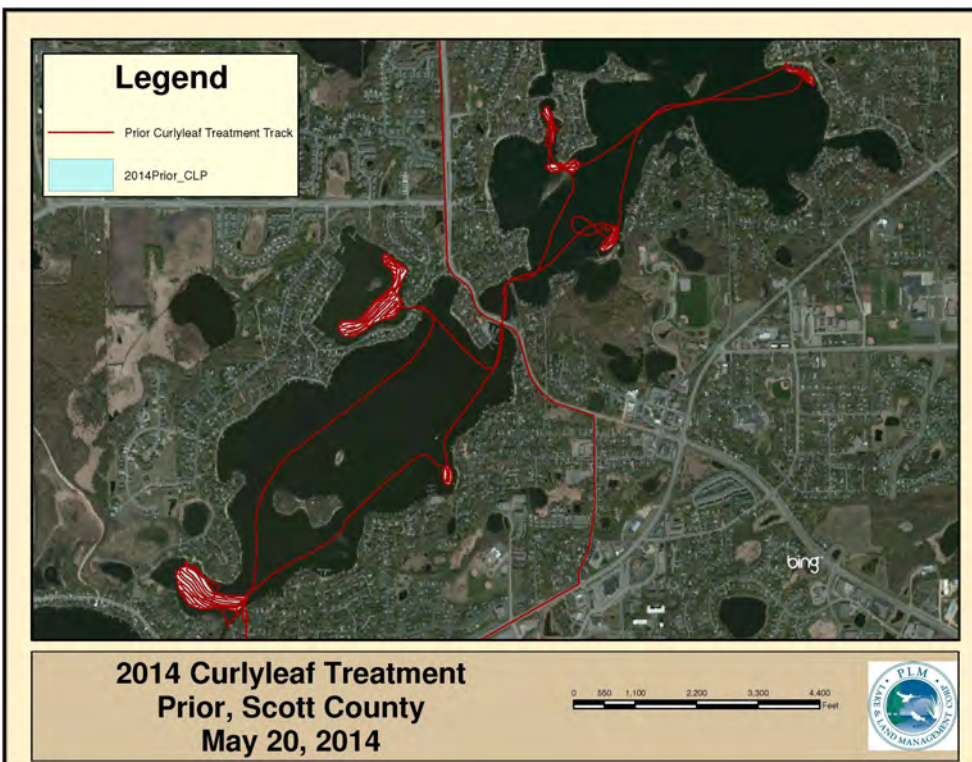 Legend
Prior Curlyleaf Treatment Track
2014Prior_CLP
bing
2014 Curlyleaf Treatment
Prior, Scott County
May 20, 2014
0 550 1,100 2,200 3,300 4,400
Feet
PLM
LAKE & LAND MANAGEMENT CORP